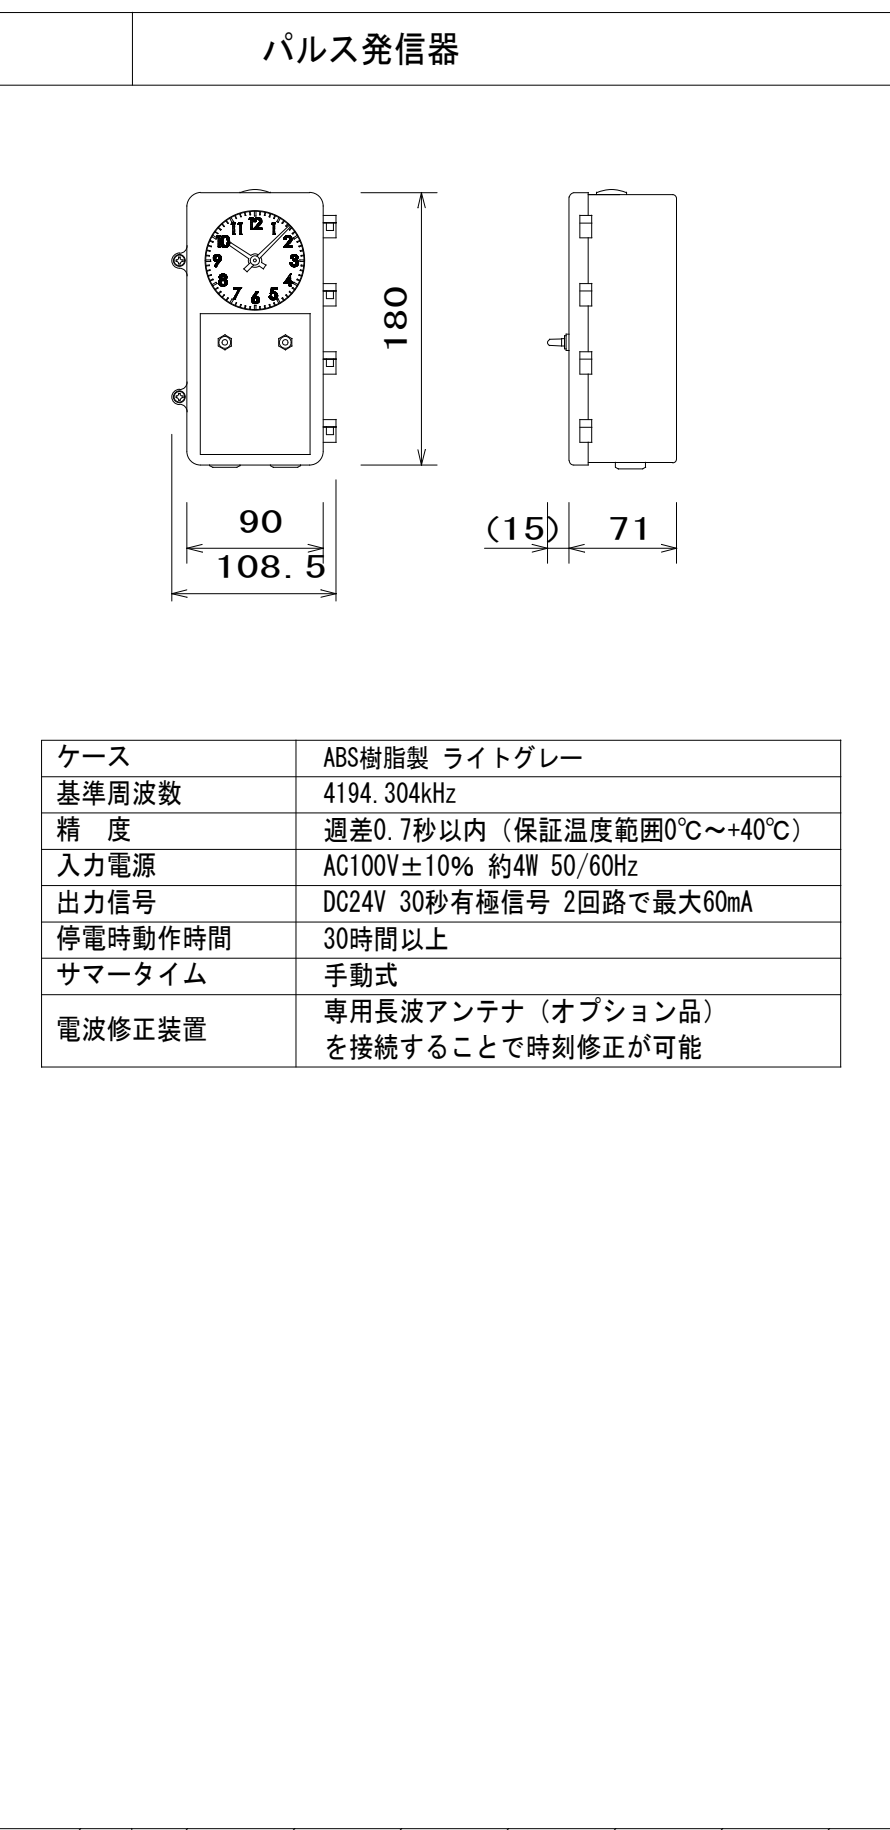 パルス発信器
11 12 1
10 2
9 3
8 4
7 6 5
180
90
108.5
(15) 71
ケース ABS樹脂製 ライトグレー
基準周波数 4194.304kHz
精 度 週差0.7秒以内（保証温度範囲0℃～+40℃）
入力電源 AC100V±10% 約4W 50/60Hz
出力信号 DC24V 30秒有極信号 2回路で最大60mA
停電時動作時間 30時間以上
サマータイム 手動式
電波修正装置 専用長波アンテナ（オプション品）
を接続することで時刻修正が可能